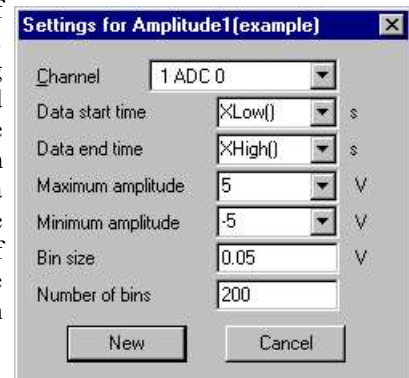 Settings for Amplitude1(example)
Channel 1 ADC 0
Data start time XLow() s
Data end time XHigh() s
Maximum amplitude 5 V
Minimum amplitude -5 V
Bin size 0.05 V
Number of bins 200
New Cancel